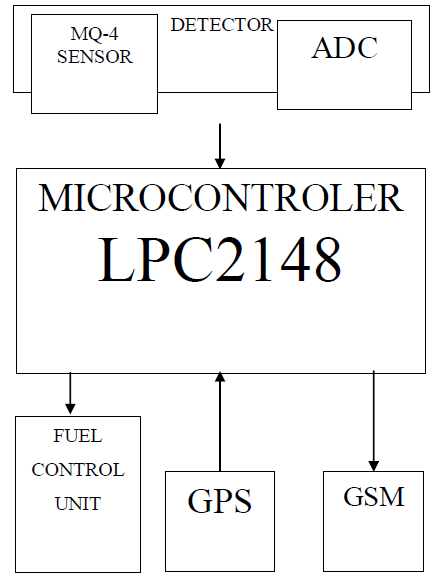 DETECTOR
MQ-4
SENSOR
ADC
MICROCONTROLER
LPC2148
FUEL
CONTROL
UNIT
GPS
GSM